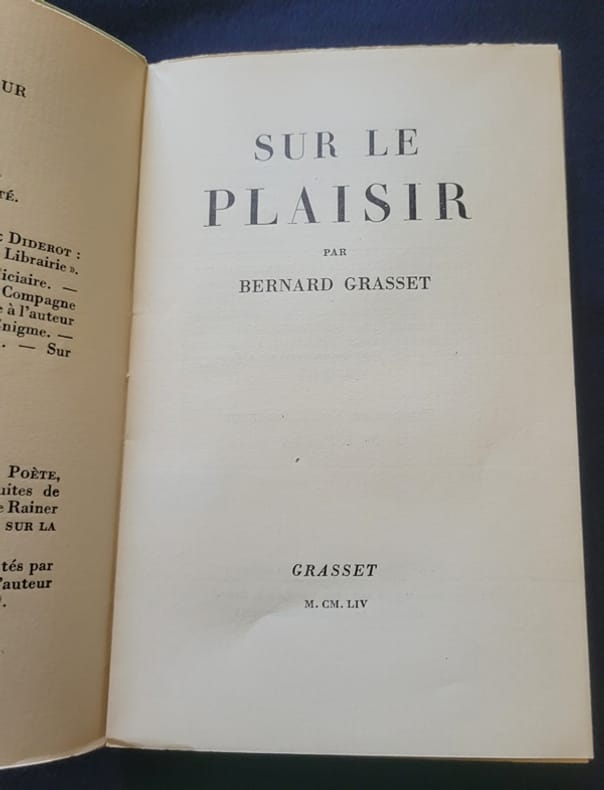 UR
TÉ.
DIDEROT :
Librairie ».
iciaire. —
Compagne
à l'auteur
nigme. —
. — Sur
POÈTE,
uites de
Rainer
SUR LA
tés par
'auteur
SUR LE
PLAISIR
PAR
BERNARD GRASSET
GRASSET
M. CM. LIV